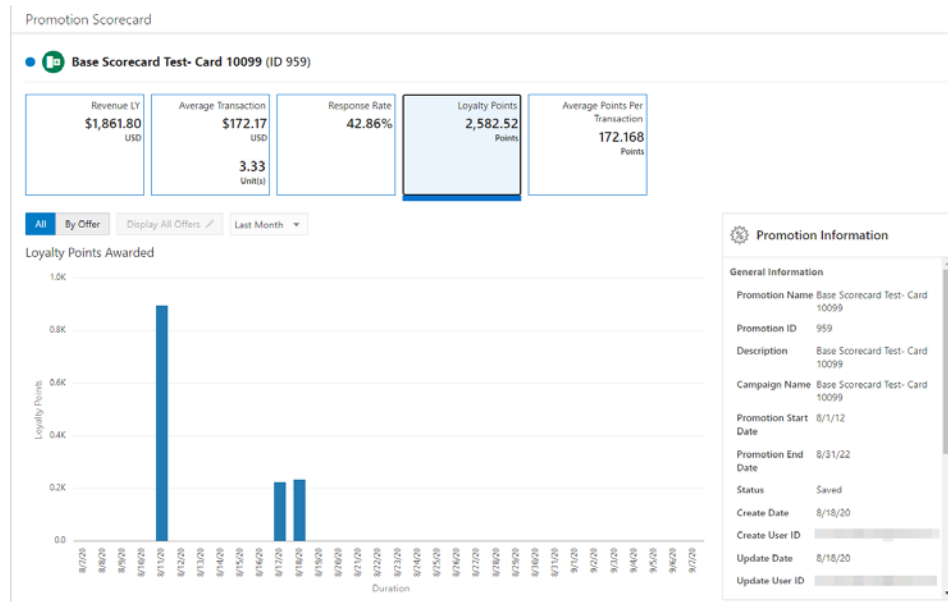 Promotion Scorecard
Base Scorecard Test- Card 10099 (ID 959)
Revenue LY
$1,861.80
USD
Average Transaction
$172.17
USD
3.33
Unit(s)
Response Rate
42.86%
Loyalty Points
2,582.52
Points
Average Points Per
Transaction
172.168
Points
All
By Offer
Display All Offers
Last Month
Loyalty Points Awarded
1.0K
0.8K
0.6K
0.4K
0.2K
0.0
Loyalty Points
8/7/20
8/8/20
8/9/20
8/10/20
8/11/20
8/12/20
8/13/20
8/14/20
8/15/20
8/16/20
8/17/20
8/18/20
8/19/20
8/20/20
8/21/20
8/22/20
8/23/20
8/24/20
8/25/20
8/26/20
8/27/20
8/28/20
8/29/20
8/30/20
8/31/20
9/1/20
9/2/20
9/3/20
9/4/20
9/5/20
9/6/20
9/7/20
Duration
Promotion Information
General Information
Promotion Name Base Scorecard Test- Card
10099
Promotion ID 959
Description Base Scorecard Test- Card
10099
Campaign Name Base Scorecard Test- Card
10099
Promotion Start 8/1/12
Date
Promotion End 8/31/22
Date
Status Saved
Create Date 8/18/20
Create User ID
Update Date 8/18/20
Update User ID